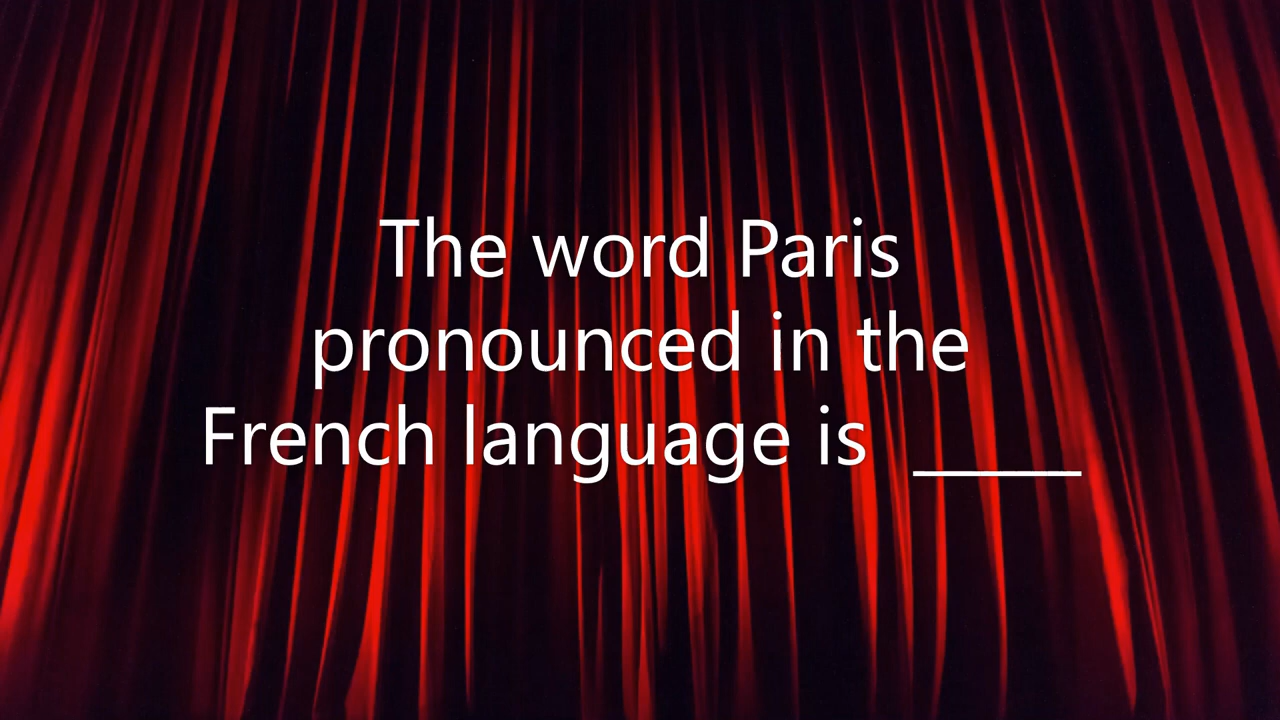 The word Paris
pronounced in the
French language is _____